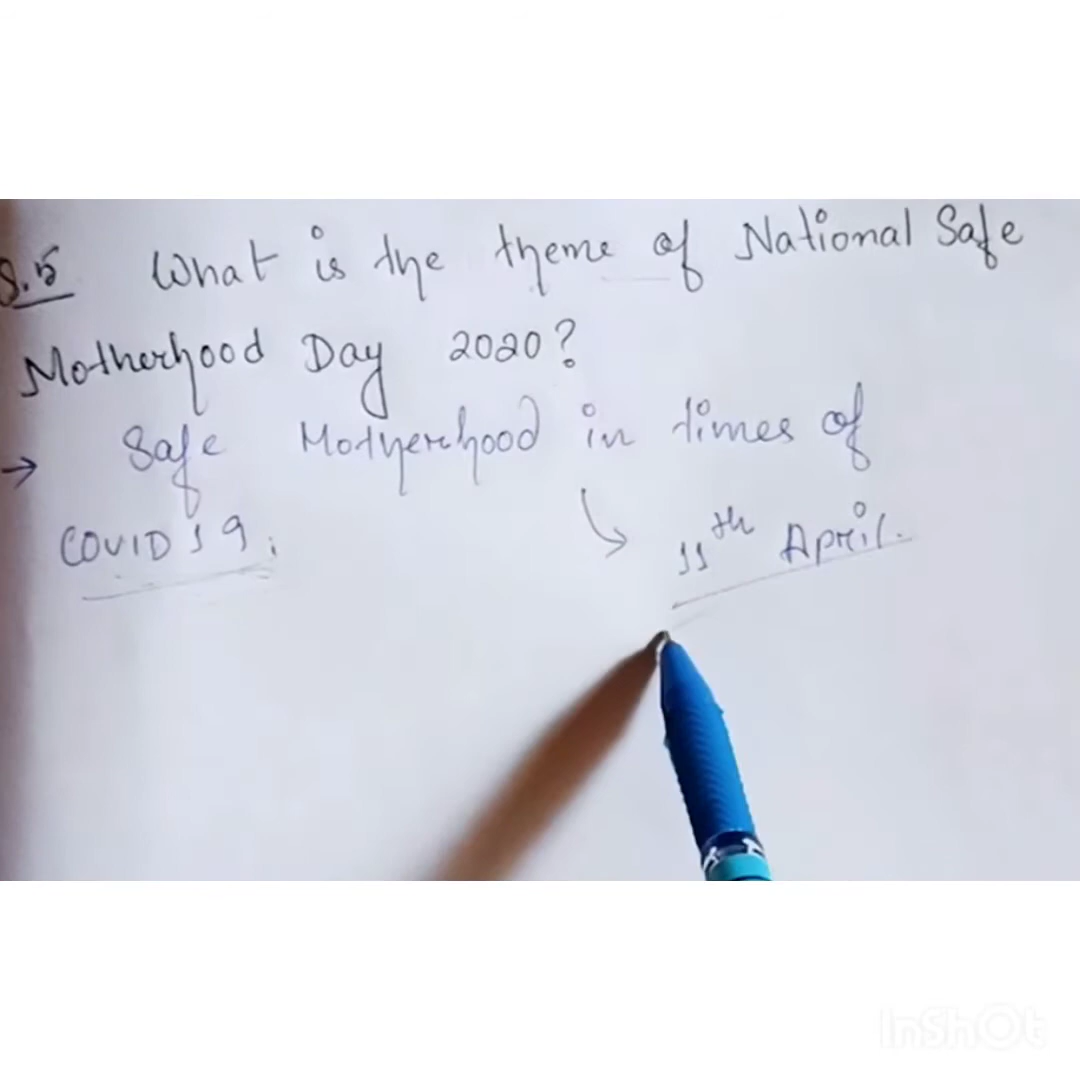 Q.5 What is the theme of National Safe
Motherhood Day 2020?
→ Safe Motherhood in times of
COVID 19.
↳ 11th April.
InShOt